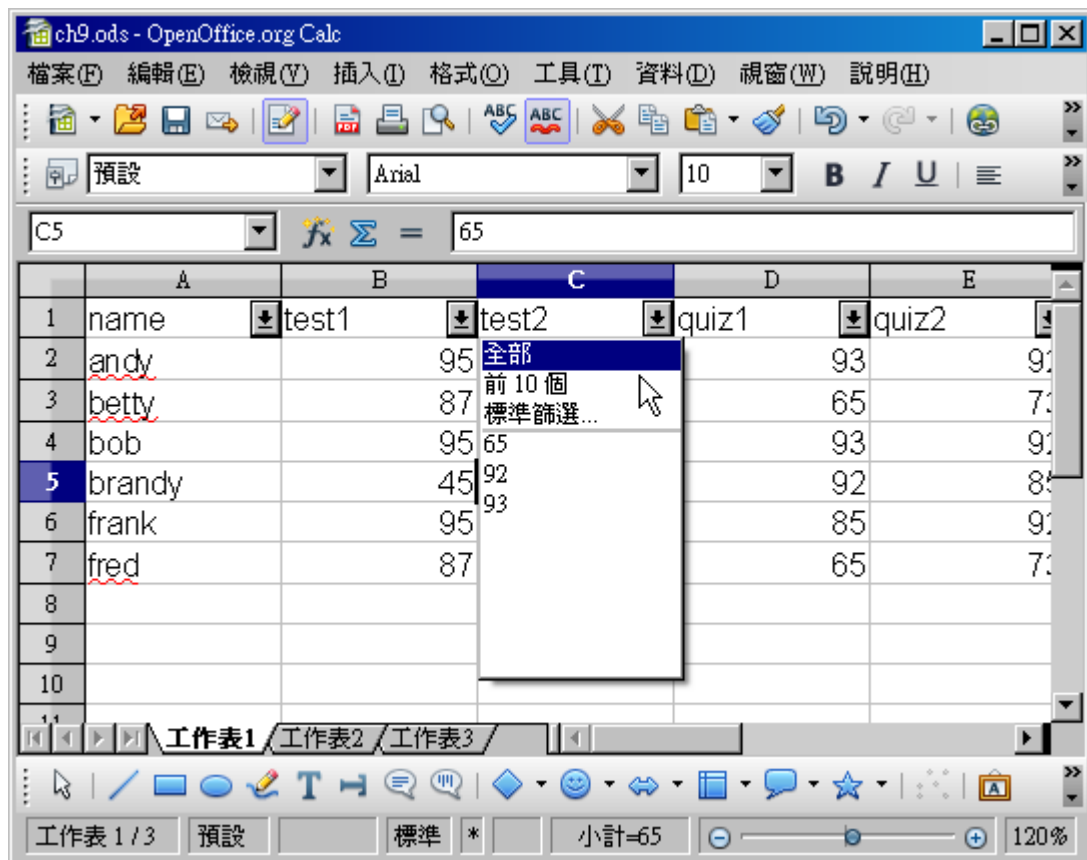 ch9.ods - OpenOffice.org Calc
檔案(F) 編輯(E) 檢視(V) 插入(I) 格式(O) 工具(T) 資料(D) 視窗(W) 說明(H)
PDF ABC ABC
預設 Arial 10 B I U
C5 65
A B C D E
1 name test1 test2 quiz1 quiz2
2 andy 95 全部 93
前 10 個
3 betty 87 標準篩選... 65
4 bob 95 65 93
5 brandy 45 92 92
93
6 frank 95 85
7 fred 87 65
8
9
10
工作表1 工作表2 工作表3
T A
工作表 1 / 3 預設 標準 * 小計=65 120%